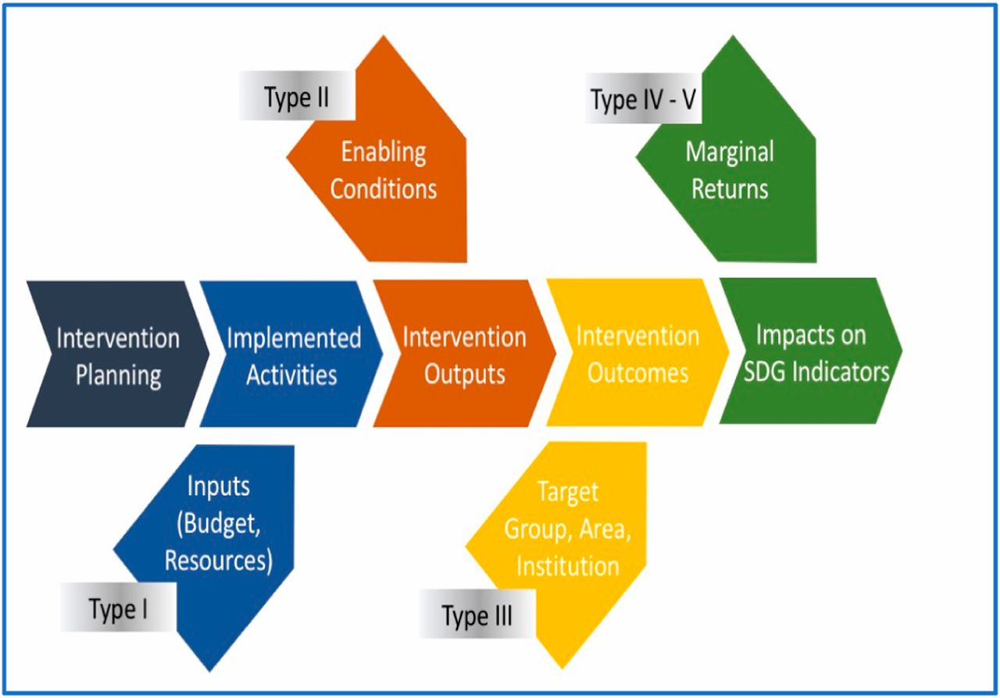 Type II
Enabling
Conditions
Type IV - V
Marginal
Returns
Intervention
Planning
Implemented
Activities
Intervention
Outputs
Intervention
Outcomes
Impacts on
SDG Indicators
Inputs
(Budget,
Resources)
Type I
Target
Group, Area,
Institution
Type III